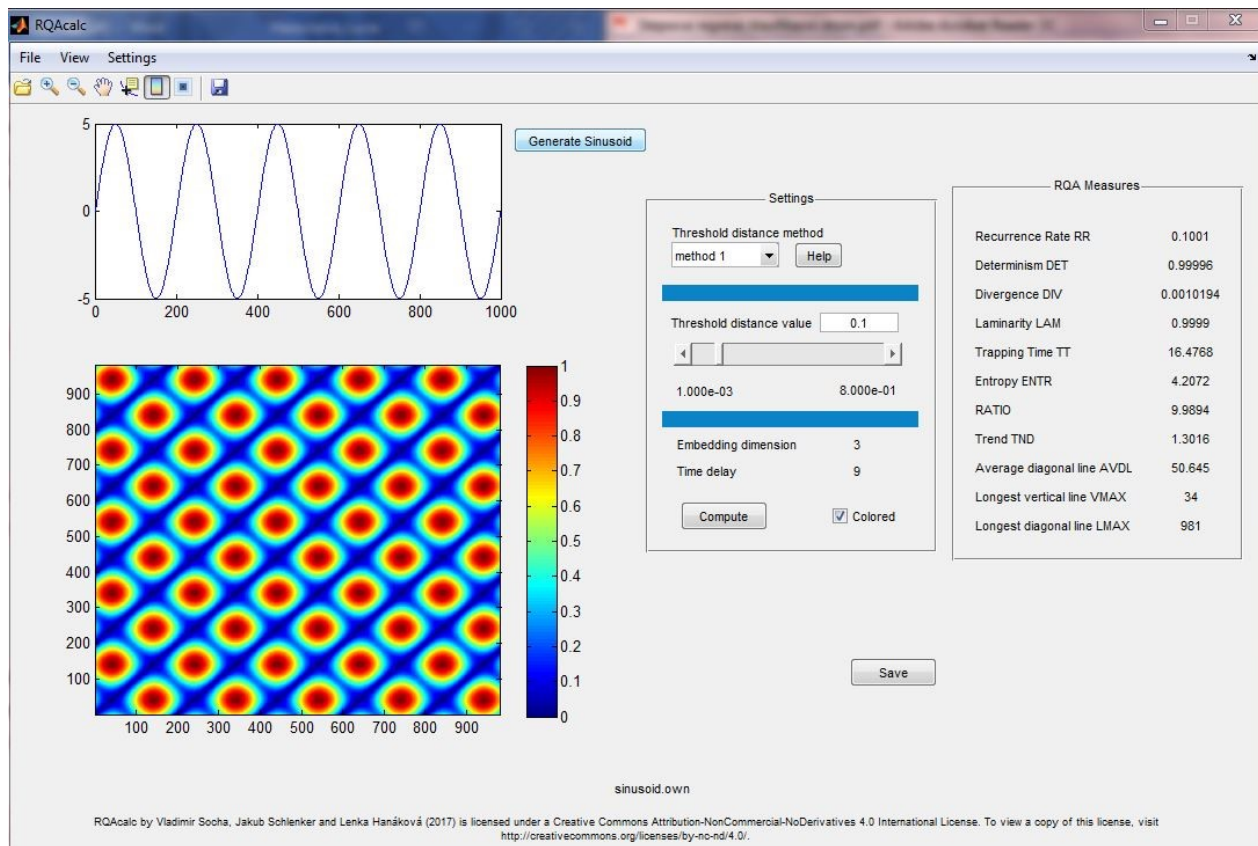 RQAcalc
File View Settings
Generate Sinusoid
5
0
-5
0 200 400 600 800 1000
900
800
700
600
500
400
300
200
100
100 200 300 400 500 600 700 800 900
1
0.9
0.8
0.7
0.6
0.5
0.4
0.3
0.2
0.1
0
Settings
Threshold distance method
method 1 Help
Threshold distance value 0.1
1.000e-03 8.000e-01
Embedding dimension 3
Time delay 9
Compute Colored
RQA Measures
Recurrence Rate RR 0.1001
Determinism DET 0.99996
Divergence DIV 0.0010194
Laminarity LAM 0.9999
Trapping Time TT 16.4768
Entropy ENTR 4.2072
RATIO 9.9894
Trend TND 1.3016
Average diagonal line AVDL 50.645
Longest vertical line VMAX 34
Longest diagonal line LMAX 981
Save
sinusoid.own
RQAcalc by Vladimir Socha, Jakub Schlenker and Lenka Hanáková (2017) is licensed under a Creative Commons Attribution-NonCommercial-NoDerivatives 4.0 International License. To view a copy of this license, visit
http://creativecommons.org/licenses/by-nc-nd/4.0/.